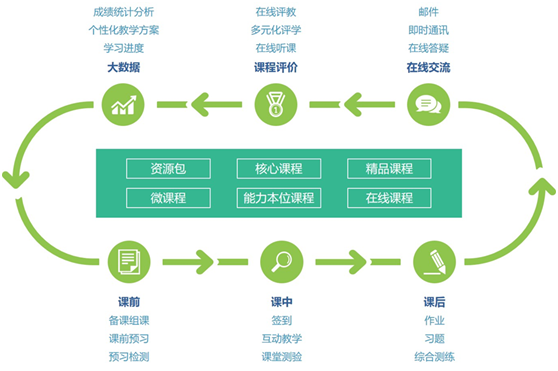 成绩统计分析
个性化教学方案
学习进度
大数据
在线评教
多元化评学
在线听课
课程评价
邮件
即时通讯
在线答疑
在线交流
1
资源包
核心课程
精品课程
微课程
能力本位课程
在线课程
课前
备课组课
课前预习
预习检测
课中
签到
互动教学
课堂测验
课后
作业
习题
综合测练